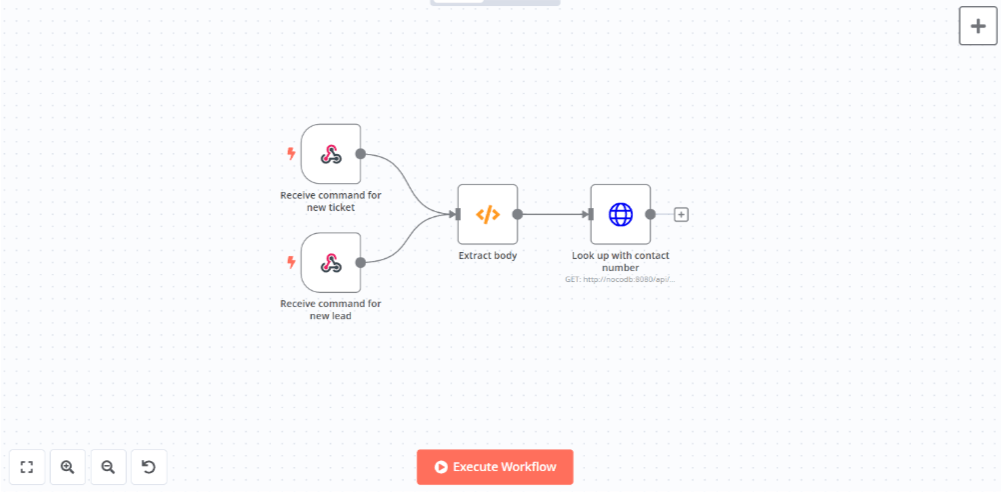 Receive command for
new ticket
Receive command for
new lead
Extract body
Look up with contact
number
GET: http://nocodb:8080/api/...
Execute Workflow